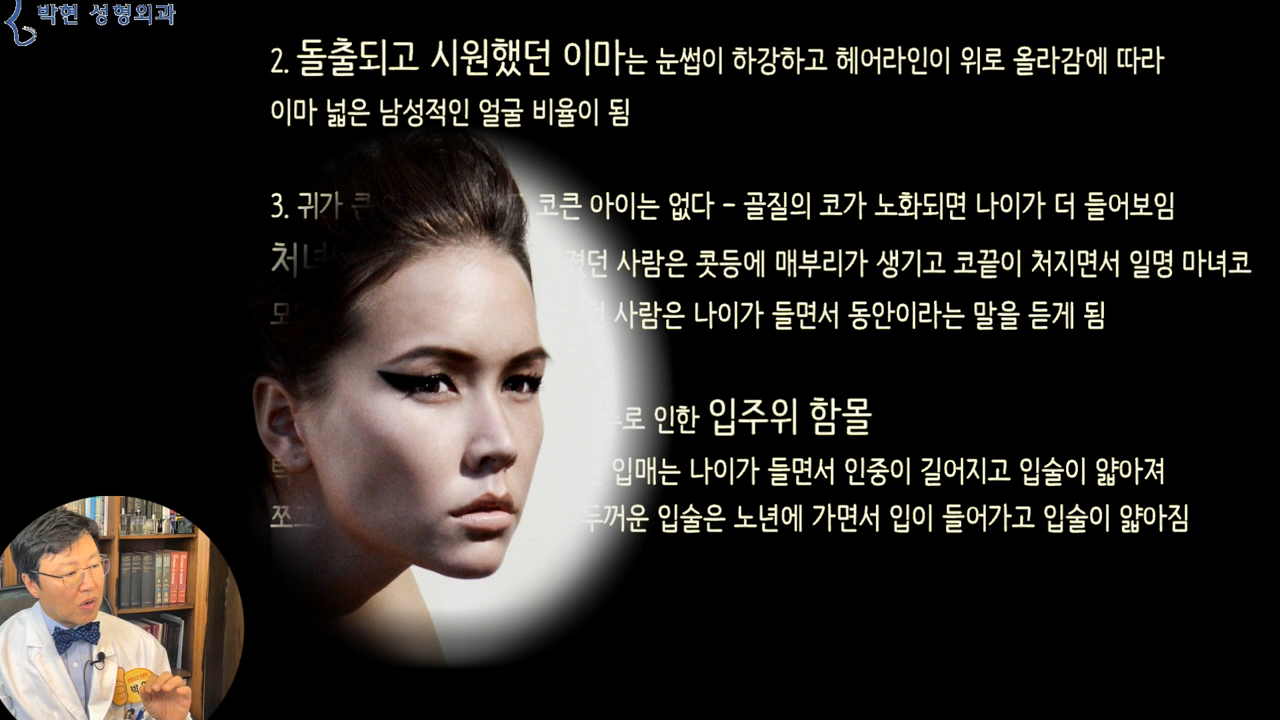 박현 성형외과
2. 돌출되고 시원했던 이마는 눈썹이 하강하고 헤어라인이 위로 올라감에 따라
이마 넓은 남성적인 얼굴 비율이 됨
3. 귀가 큰 코큰 아이는 없다 - 골질의 코가 노화되면 나이가 더 들어보임
처녀 사람은 콧등에 매부리가 생기고 코끝이 처지면서 일명 마녀코
사람은 나이가 들면서 동안이라는 말을 듣게 됨
인한 입주위 함몰
입매는 나이가 들면서 인중이 길어지고 입술이 얇아져
두꺼운 입술은 노년에 가면서 입이 들어가고 입술이 얇아짐